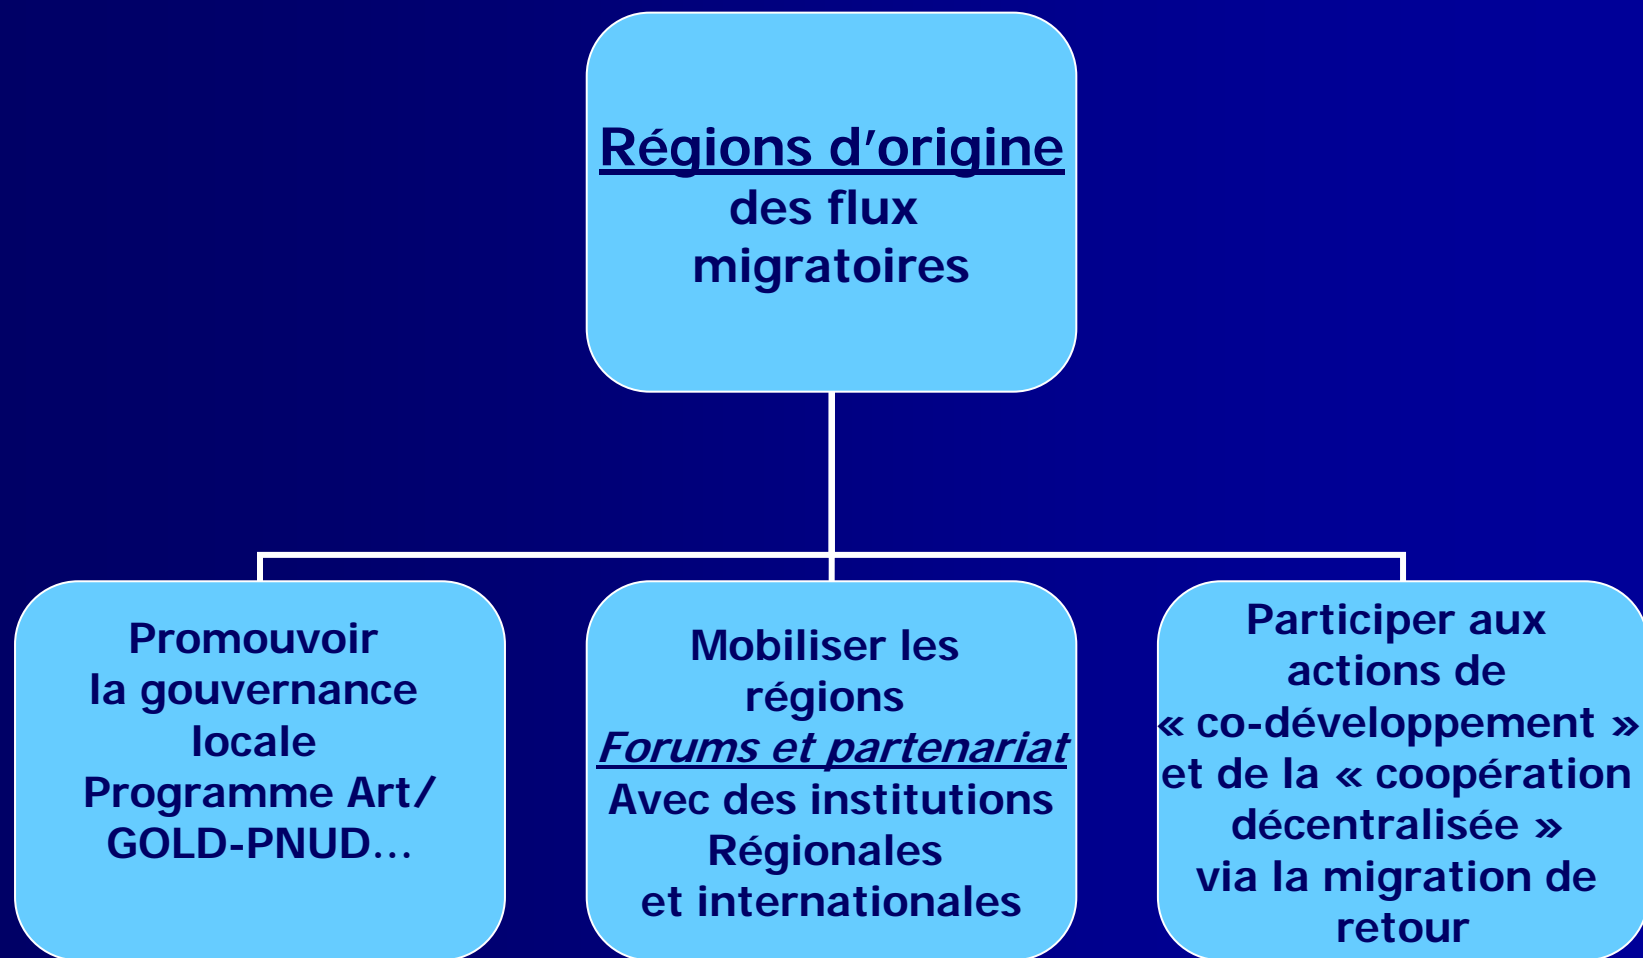 Régions d'origine
des flux
migratoires
Promouvoir
la gouvernance
locale
Programme Art/
GOLD-PNUD...
Mobiliser les
régions
Forums et partenariat
Avec des institutions
Régionales
et internationales
Participer aux
actions de
« co-développement »
et de la « coopération
décentralisée »
via la migration de
retour